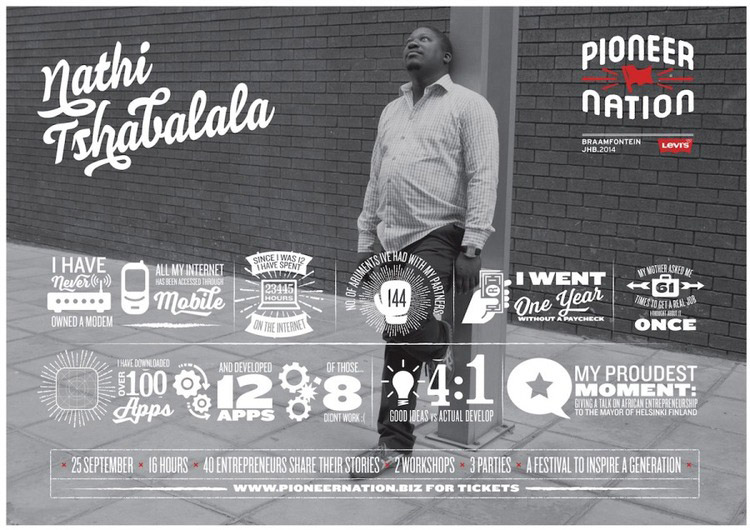 Nathi
Tshabalala
PIONEER
NATION
BRAAMFONTEIN
JHB.2014
LEVI'S
I HAVE
Never
OWNED A MODEM
ALL MY INTERNET
HAS BEEN ACCESSED THROUGH
Mobile
SINCE I WAS 12
I HAVE SPENT
23445
HOURS
ON THE INTERNET
NO. OF ARUMENTS I'VE HAD WITH MY PARTNERS
144
I WENT
One Year
WITHOUT A PAYCHECK
MY MOTHER ASKED ME
61
TIMES TO GET A REAL JOB
I THOUGHT ABOUT IT
ONCE
I HAVE DOWNLOADED
OVER
100
Apps
AND DEVELOPED
12
APPS
OF THOSE...
8
DIDNT WORK :(
4:1
GOOD IDEAS vs ACTUAL DEVELOP
MY PROUDEST
MOMENT:
GIVING A TALK ON AFRICAN ENTREPRENEURSHIP
TO THE MAYOR OF HELSINKI FINLAND
× 25 SEPTEMBER × 16 HOURS × 40 ENTREPRENEURS SHARE THEIR STORIES × 2 WORKSHOPS × 3 PARTIES × A FESTIVAL TO INSPIRE A GENERATION ×
WWW.PIONEERNATION.BIZ FOR TICKETS